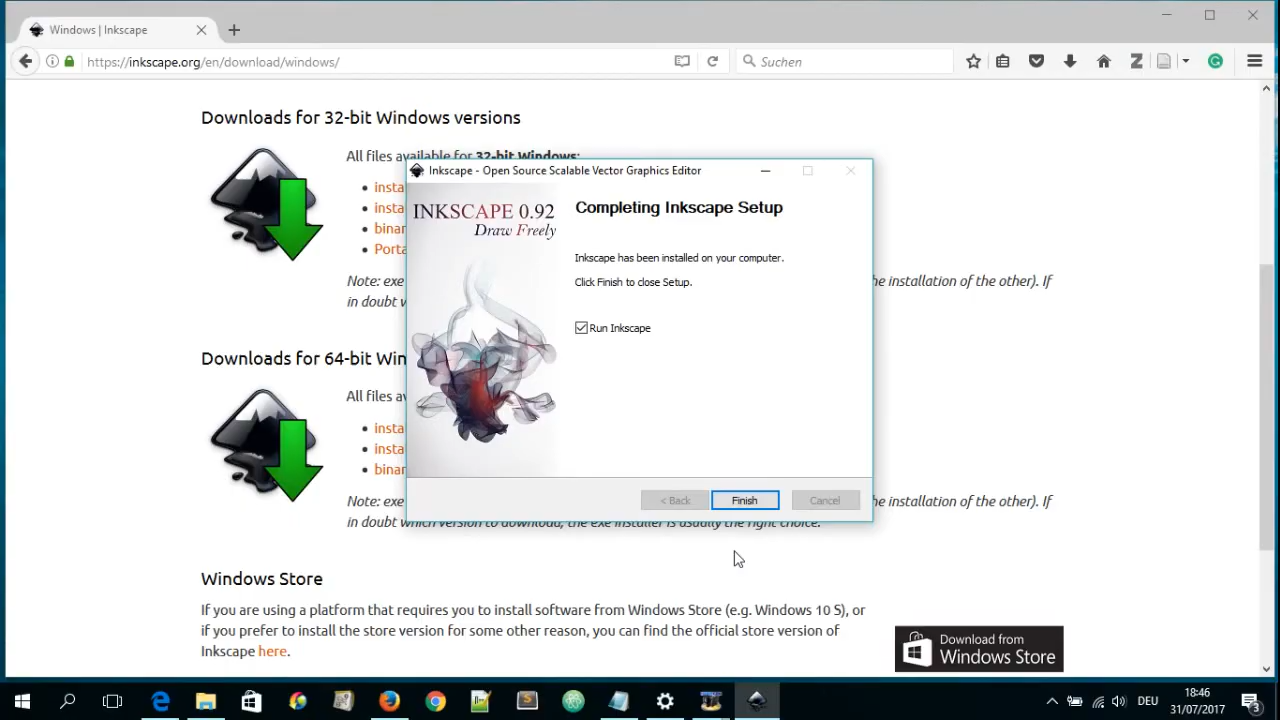 Windows | Inkscape
https://inkscape.org/en/download/windows/
Suchen
Downloads for 32-bit Windows versions
All files available for 32-bit Windows:
insta
insta
binar
Porta
Note: exe
he installation of the other). If
in doubt w
Downloads for 64-bit Win
All files av
insta
insta
binar
Note: exe
he installation of the other). If
in doubt which version to download, the exe installer is usually the right choice.
Inkscape - Open Source Scalable Vector Graphics Editor
INKSCAPE 0.92
Draw Freely
Completing Inkscape Setup
Inkscape has been installed on your computer.
Click Finish to close Setup.
Run Inkscape
< Back
Finish
Cancel
Windows Store
If you are using a platform that requires you to install software from Windows Store (e.g. Windows 10 S), or
if you prefer to install the store version for some other reason, you can find the official store version of
Inkscape here.
Download from
Windows Store
DEU
18:46
31/07/2017
3